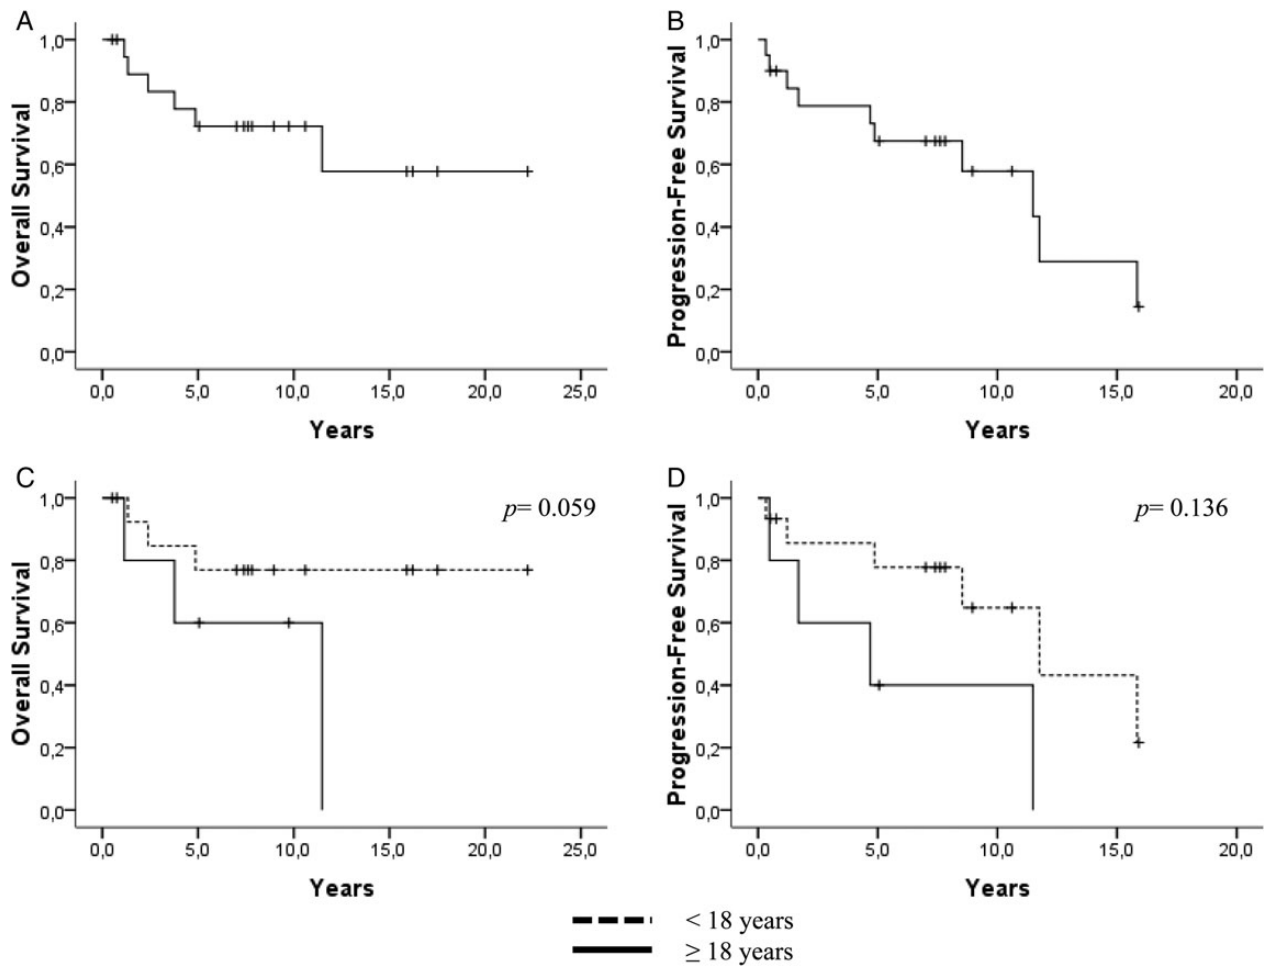 A
Overall Survival
1,0
0,8
0,6
0,4
0,2
0,0
0,0 5,0 10,0 15,0 20,0 25,0
Years
B
Progression-Free Survival
1,0
0,8
0,6
0,4
0,2
0,0
0,0 5,0 10,0 15,0 20,0
Years
C
p= 0.059
Overall Survival
1,0
0,8
0,6
0,4
0,2
0,0
0,0 5,0 10,0 15,0 20,0 25,0
Years
D
p= 0.136
Progression-Free Survival
1,0
0,8
0,6
0,4
0,2
0,0
0,0 5,0 10,0 15,0 20,0
Years
< 18 years
≥ 18 years